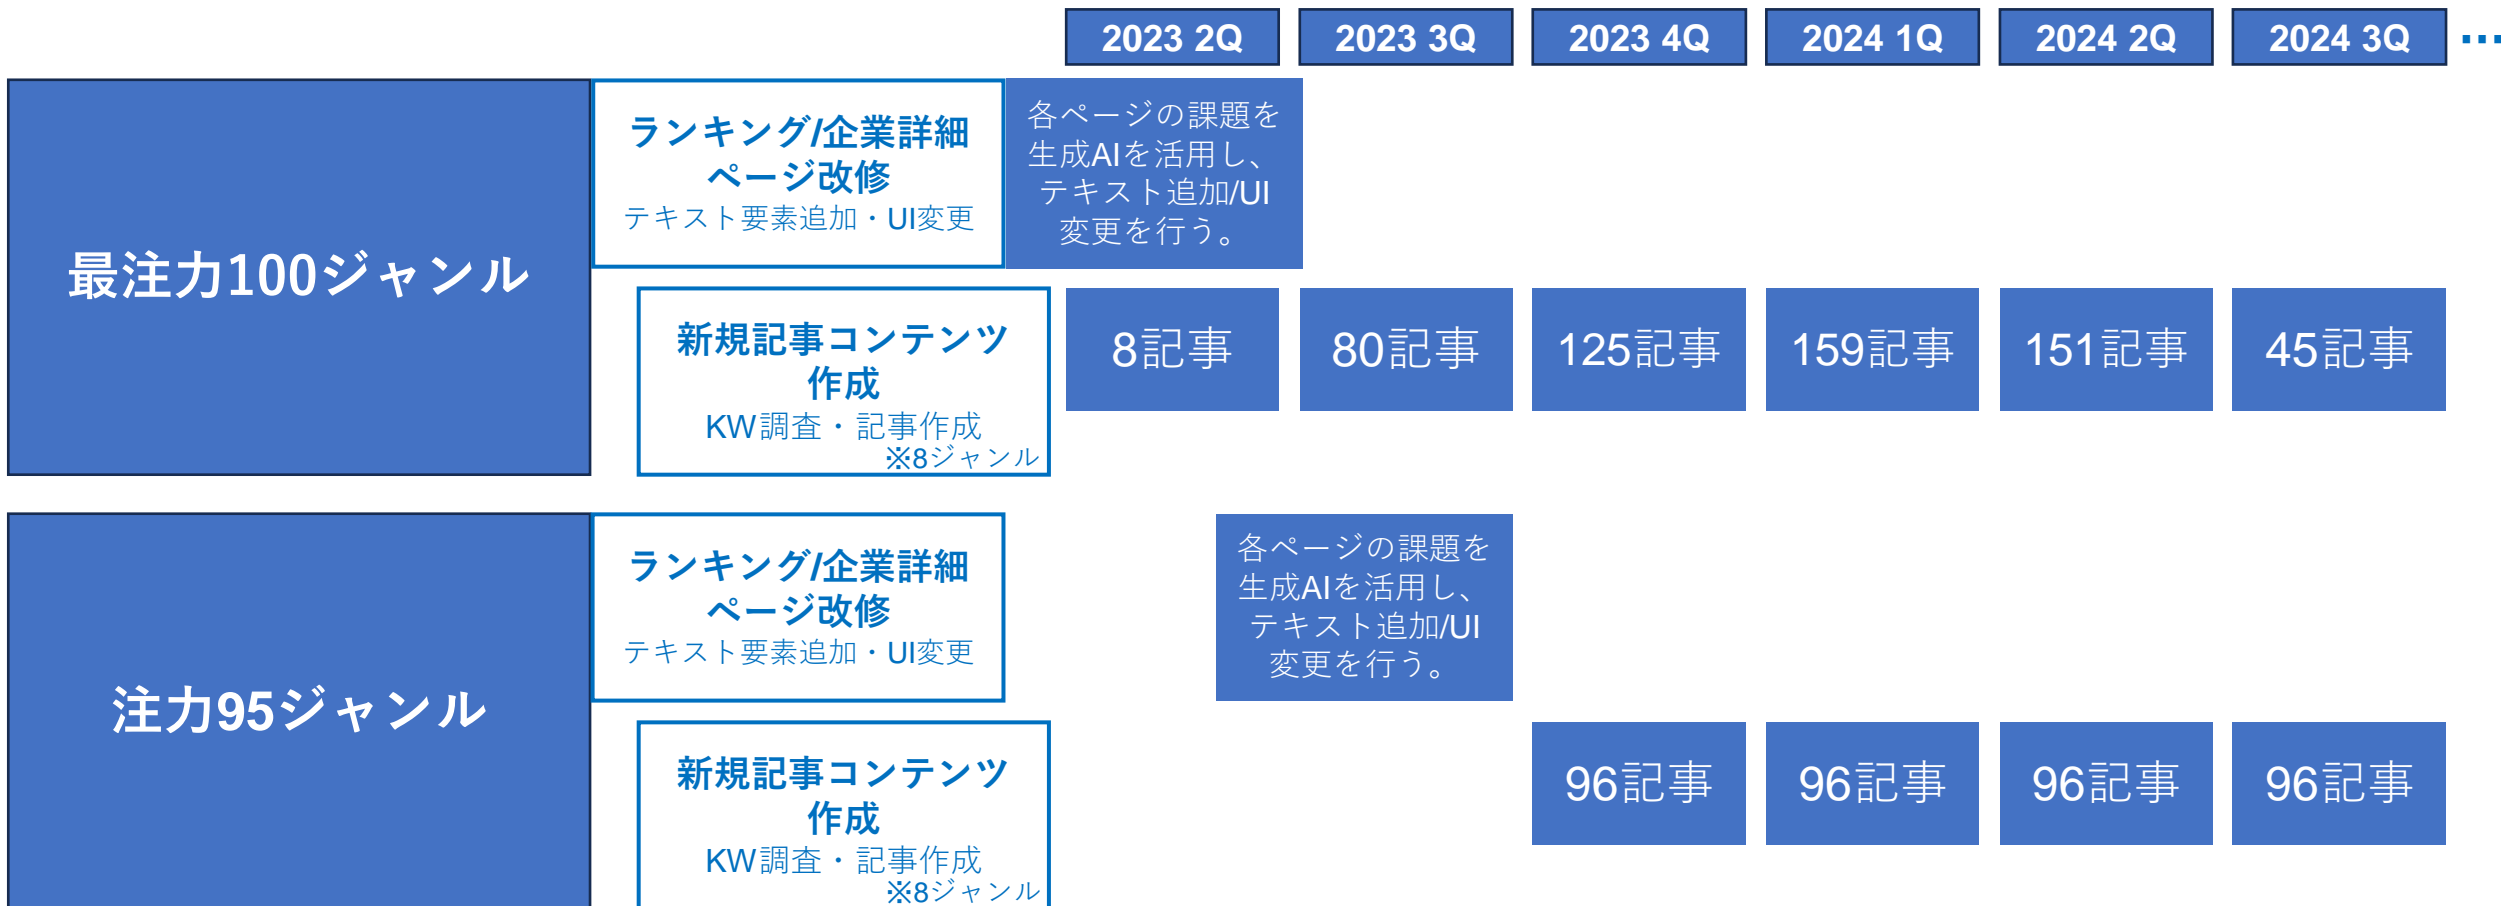 2023 2Q
2023 3Q
2023 4Q
2024 1Q
2024 2Q
2024 3Q
…
最注力100ジャンル
ランキング/企業詳細
ページ改修
テキスト要素追加・UI変更
各ページの課題を
生成AIを活用し、
テキスト追加/UI
変更を行う。
新規記事コンテンツ
作成
KW調査・記事作成
※8ジャンル
8記事
80記事
125記事
159記事
151記事
45記事
注力95ジャンル
ランキング/企業詳細
ページ改修
テキスト要素追加・UI変更
各ページの課題を
生成AIを活用し、
テキスト追加/UI
変更を行う。
新規記事コンテンツ
作成
KW調査・記事作成
※8ジャンル
96記事
96記事
96記事
96記事